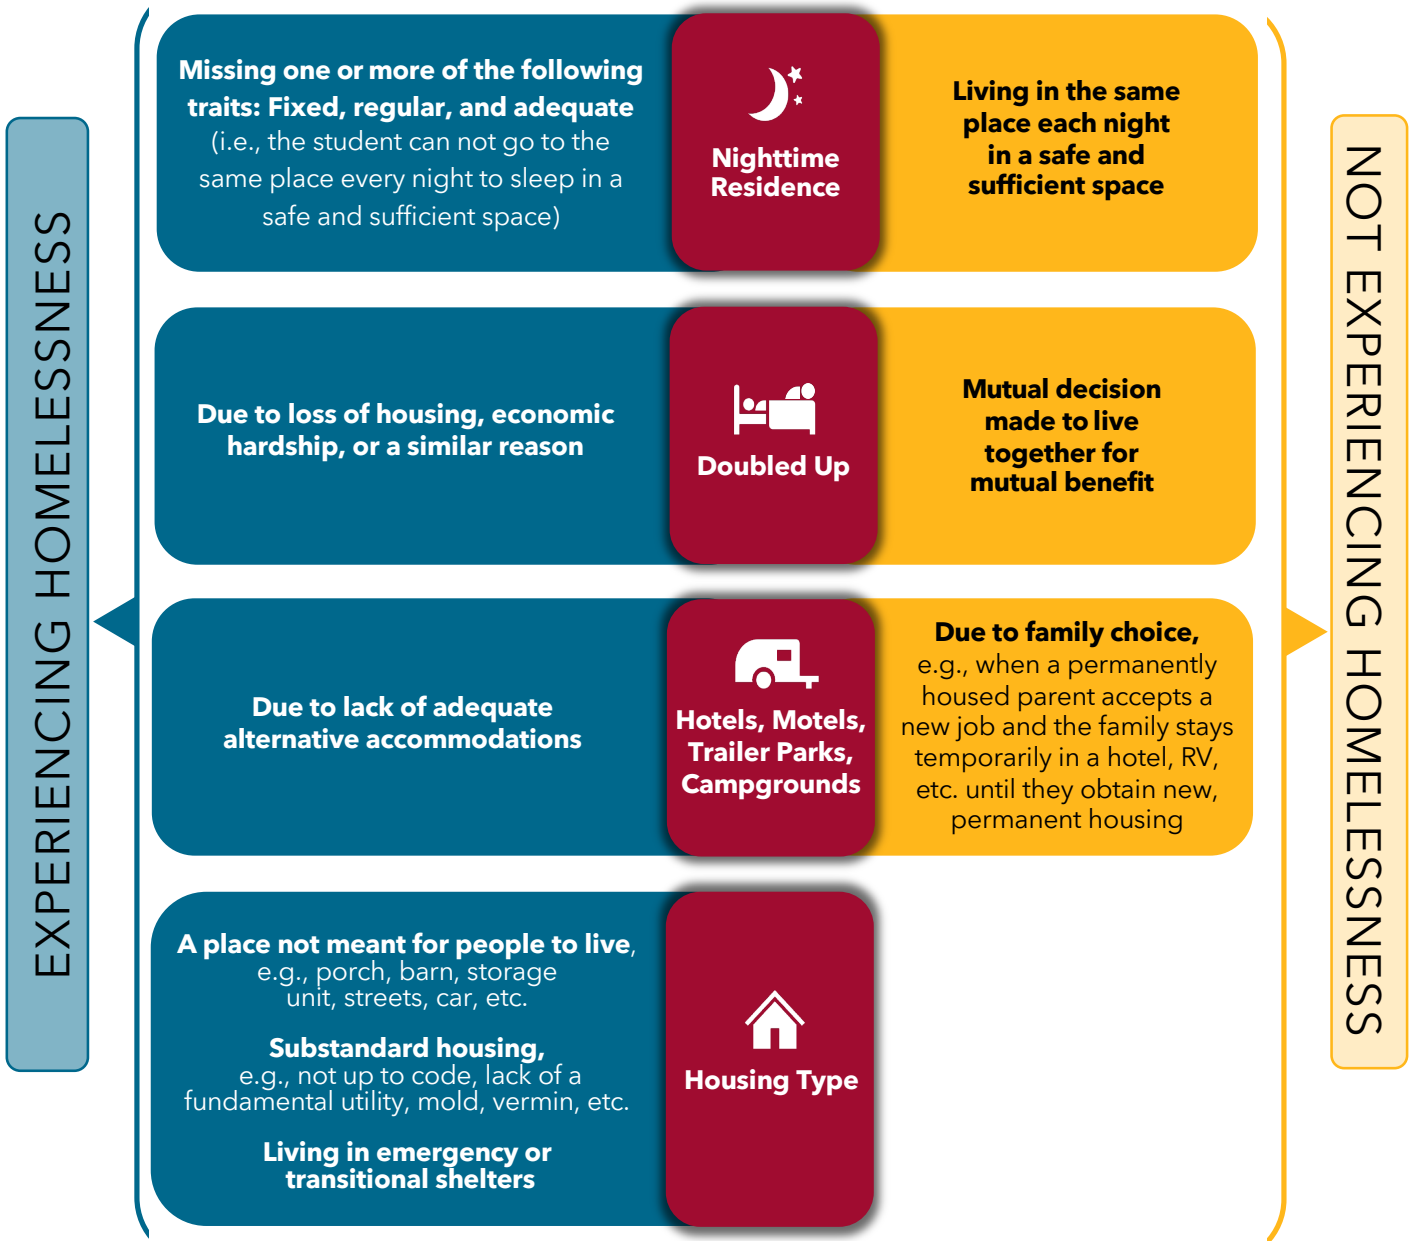 EXPERIENCING HOMELESSNESS
Missing one or more of the following
traits: Fixed, regular, and adequate
(i.e., the student can not go to the
same place every night to sleep in a
safe and sufficient space)
Nighttime
Residence
Living in the same
place each night
in a safe and
sufficient space
Due to loss of housing, economic
hardship, or a similar reason
Doubled Up
Mutual decision
made to live
together for
mutual benefit
Due to lack of adequate
alternative accommodations
Hotels, Motels,
Trailer Parks,
Campgrounds
Due to family choice,
e.g., when a permanently
housed parent accepts a
new job and the family stays
temporarily in a hotel, RV,
etc. until they obtain new,
permanent housing
A place not meant for people to live,
e.g., porch, barn, storage
unit, streets, car, etc.
Substandard housing,
e.g., not up to code, lack of a
fundamental utility, mold, vermin, etc.
Living in emergency or
transitional shelters
Housing Type
NOT EXPERIENCING HOMELESSNESS